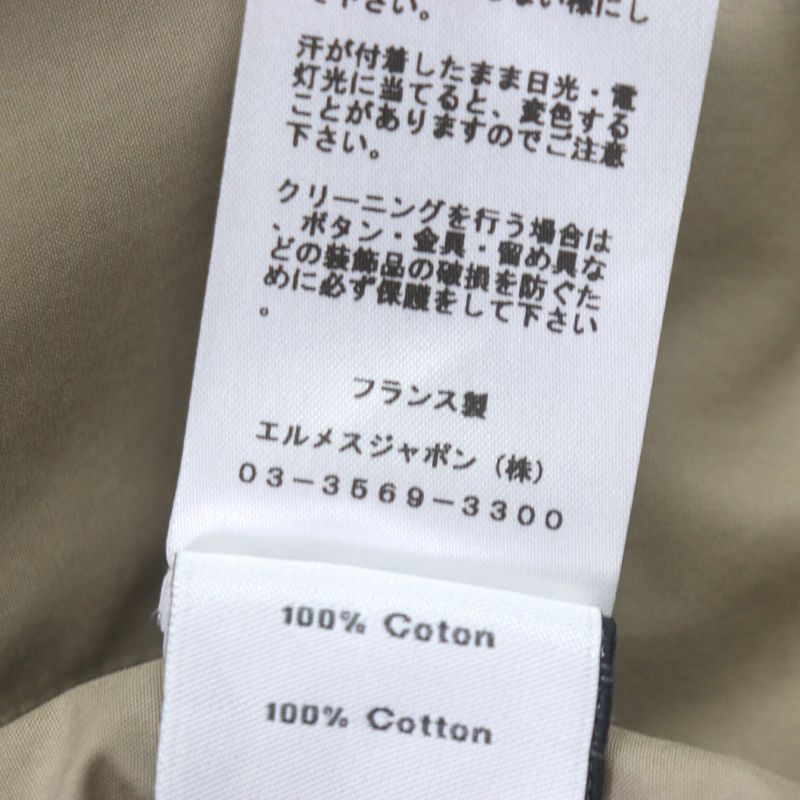 て下さい。
汗が付着したまま日光・電
灯光に当てると、変色する
ことがありますのでご注意
下さい。
クリーニングを行う場合は
、ボタン・金具・留め具な
どの装飾品の破損を防ぐた
めに必ず保護をして下さい
。
フランス製
エルメスジャポン（株）
03-3569-3300
100% Coton
100% Cotton